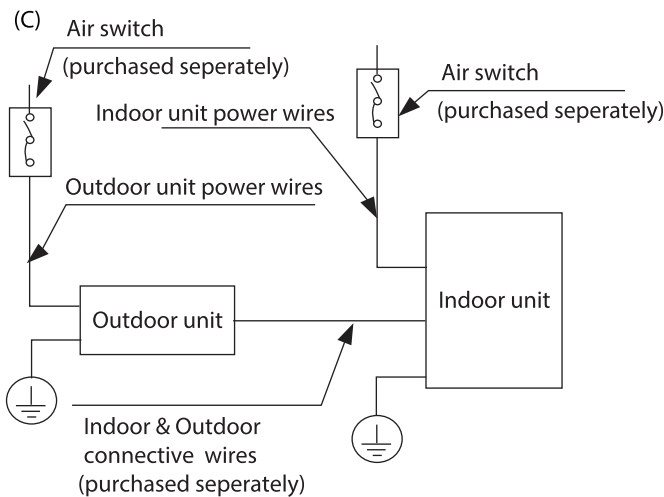 (C)
Air switch
(purchased seperately)
Air switch
(purchased seperately)
Indoor unit power wires
Outdoor unit power wires
Indoor unit
Outdoor unit
Indoor & Outdoor
connective wires
(purchased seperately)